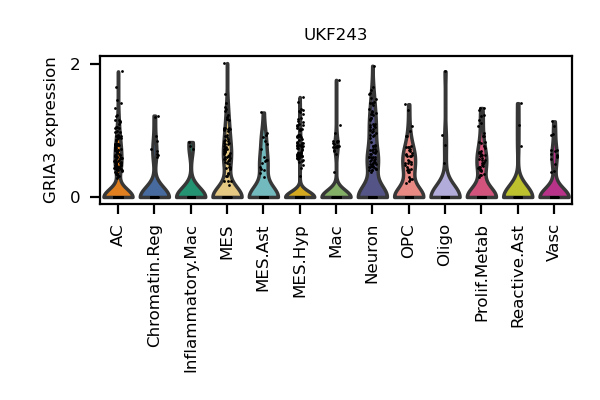 UKF243
GRIA3 expression
2
0
AC
Chromatin.Reg
Inflammatory.Mac
MES
MES.Ast
MES.Hyp
Mac
Neuron
OPC
Oligo
Prolif.Metab
Reactive.Ast
Vasc